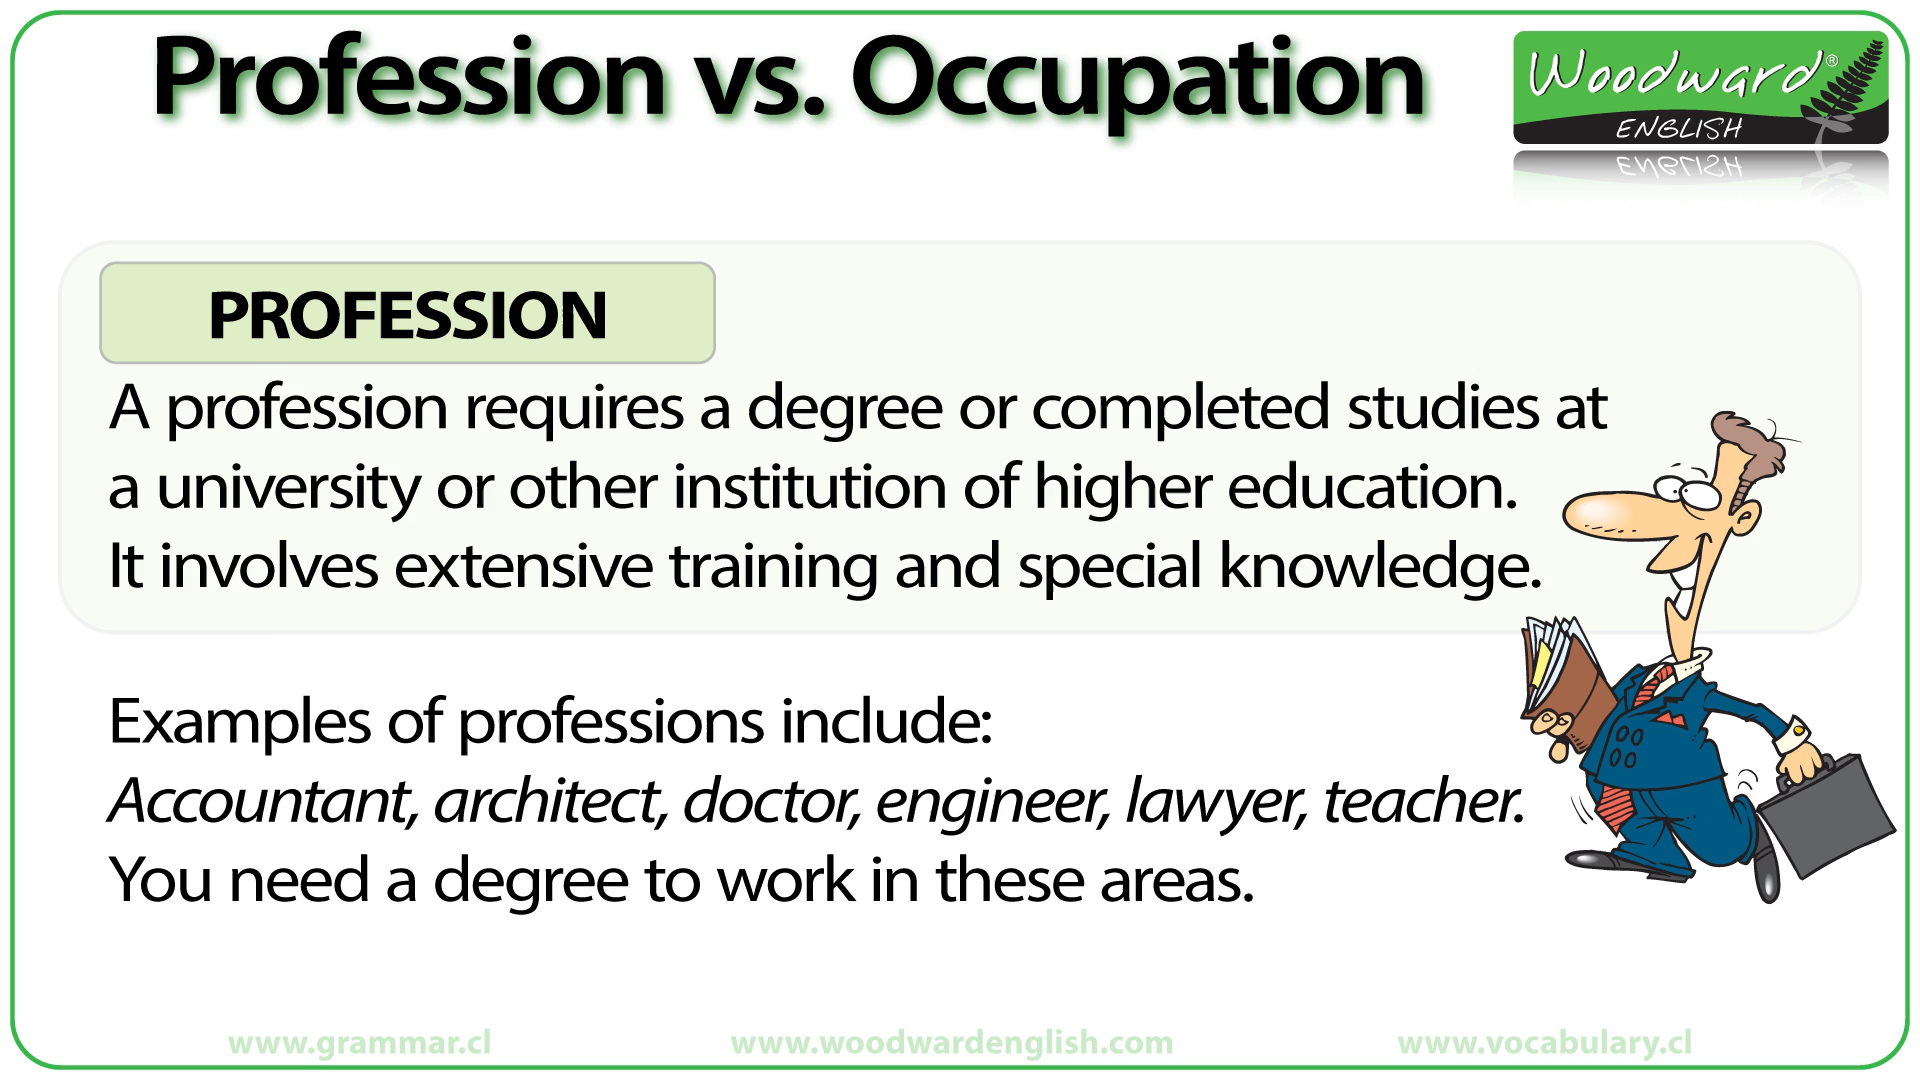 Profession vs. Occupation
Woodward®
ENGLISH
PROFESSION
A profession requires a degree or completed studies at
a university or other institution of higher education.
It involves extensive training and special knowledge.
Examples of professions include:
Accountant, architect, doctor, engineer, lawyer, teacher.
You need a degree to work in these areas.
www.grammar.cl www.woodwardenglish.com www.vocabulary.cl